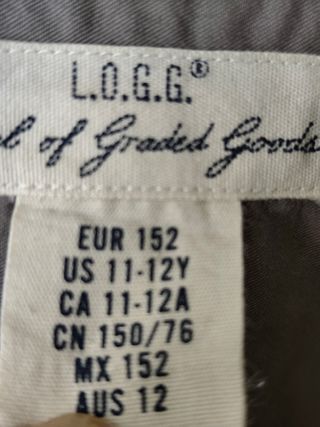 L.O.G.G.®
of Graded Goods
EUR 152
US 11-12Y
CA 11-12A
CN 150/76
MX 152
AUS 12